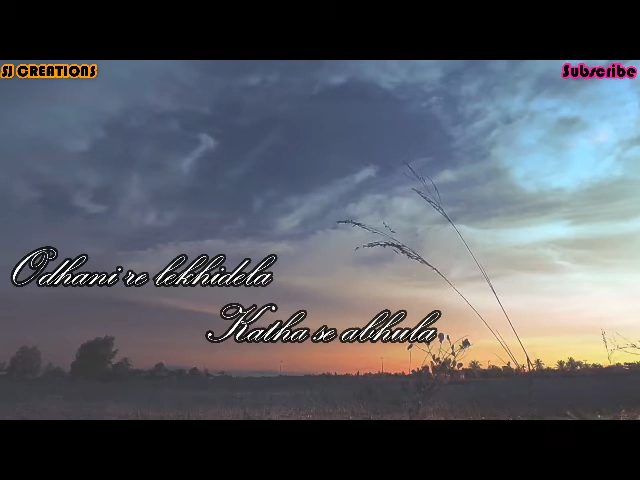 SJ CREATIONS
Subscribe
Odhani re lekhidela
Katha se abhula